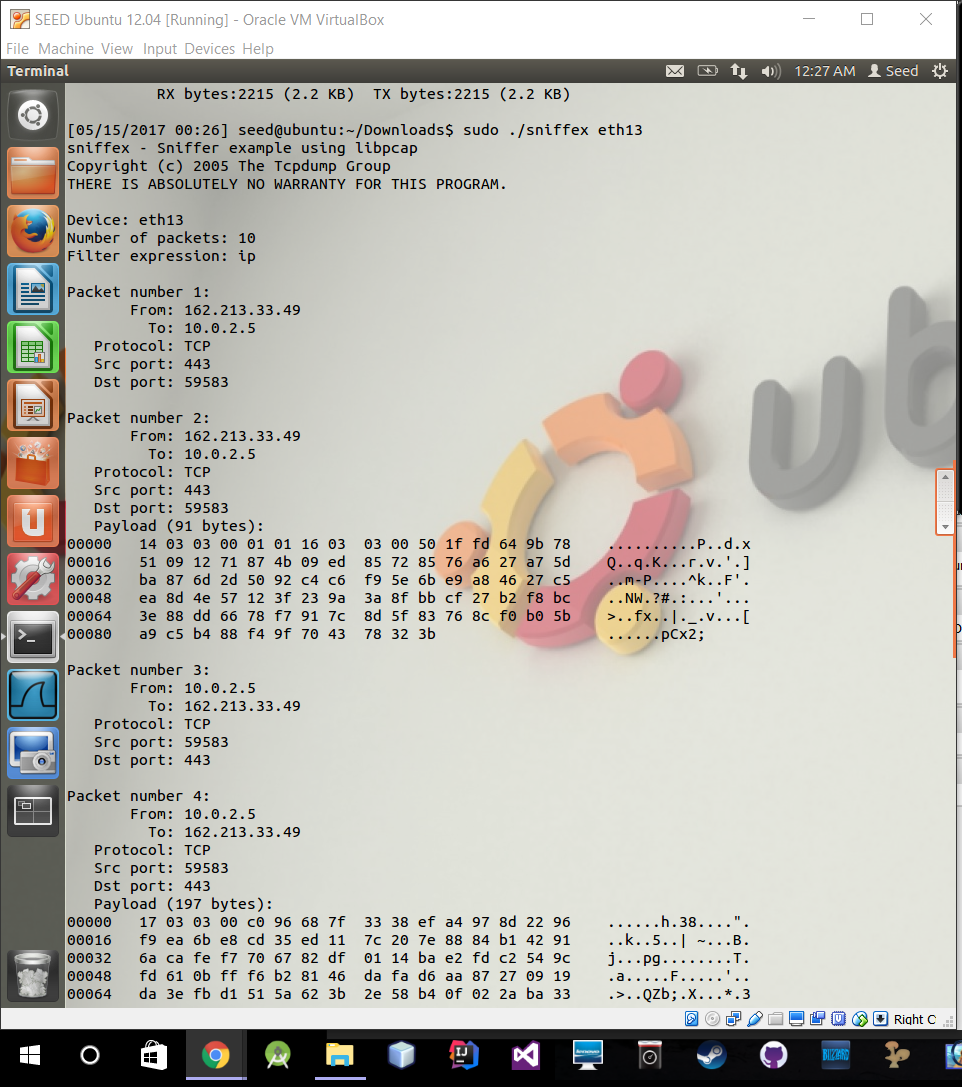 SEED Ubuntu 12.04 [Running] - Oracle VM VirtualBox
File Machine View Input Devices Help
Terminal 12:27 AM Seed
RX bytes:2215 (2.2 KB)  TX bytes:2215 (2.2 KB)
[05/15/2017 00:26] seed@ubuntu:~/Downloads$ sudo ./sniffex eth13
sniffex - Sniffer example using libpcap
Copyright (c) 2005 The Tcpdump Group
THERE IS ABSOLUTELY NO WARRANTY FOR THIS PROGRAM.
Device: eth13
Number of packets: 10
Filter expression: ip
Packet number 1:
From: 162.213.33.49
To: 10.0.2.5
Protocol: TCP
Src port: 443
Dst port: 59583
Packet number 2:
From: 162.213.33.49
To: 10.0.2.5
Protocol: TCP
Src port: 443
Dst port: 59583
Payload (91 bytes):
00000   14 03 03 00 01 01 16 03  03 00 50 1f fd 64 9b 78    ..........P..d.x
00016   51 09 12 71 87 4b 09 ed  85 72 85 76 a6 27 a7 5d    Q..q.K...r.v.'.]
00032   ba 87 6d 2d 50 92 c4 c6  f9 5e 6b e9 a8 46 27 c5    ..m-P....^k..F'.
00048   ea 8d 4e 57 12 3f 23 9a  3a 8f bb cf 27 b2 f8 bc    ..NW.?#.:...'...
00064   3e 88 dd 66 78 f7 91 7c  8d 5f 83 76 8c f0 b0 5b    >..fx..|._.v...[
00080   a9 c5 b4 88 f4 9f 70 43  78 32 3b    ......pCx2;
Packet number 3:
From: 10.0.2.5
To: 162.213.33.49
Protocol: TCP
Src port: 59583
Dst port: 443
Packet number 4:
From: 10.0.2.5
To: 162.213.33.49
Protocol: TCP
Src port: 59583
Dst port: 443
Payload (197 bytes):
00000   17 03 03 00 c0 96 68 7f  33 38 ef a4 97 8d 22 96    ......h.38....".
00016   f9 ea 6b e8 cd 35 ed 11  7c 20 7e 88 84 b1 42 91    ..k..5..| ~...B.
00032   6a ca fe f7 70 67 82 df  01 14 ba e2 fd c2 54 9c    j...pg........T.
00048   fd 61 0b ff f6 b2 81 46  da fa d6 aa 87 27 09 19    .a.....F.....'..
00064   da 3e fb d1 51 5a 62 3b  2e 58 b4 0f 02 2a ba 33    .>..QZb;.X...*.3
Right C